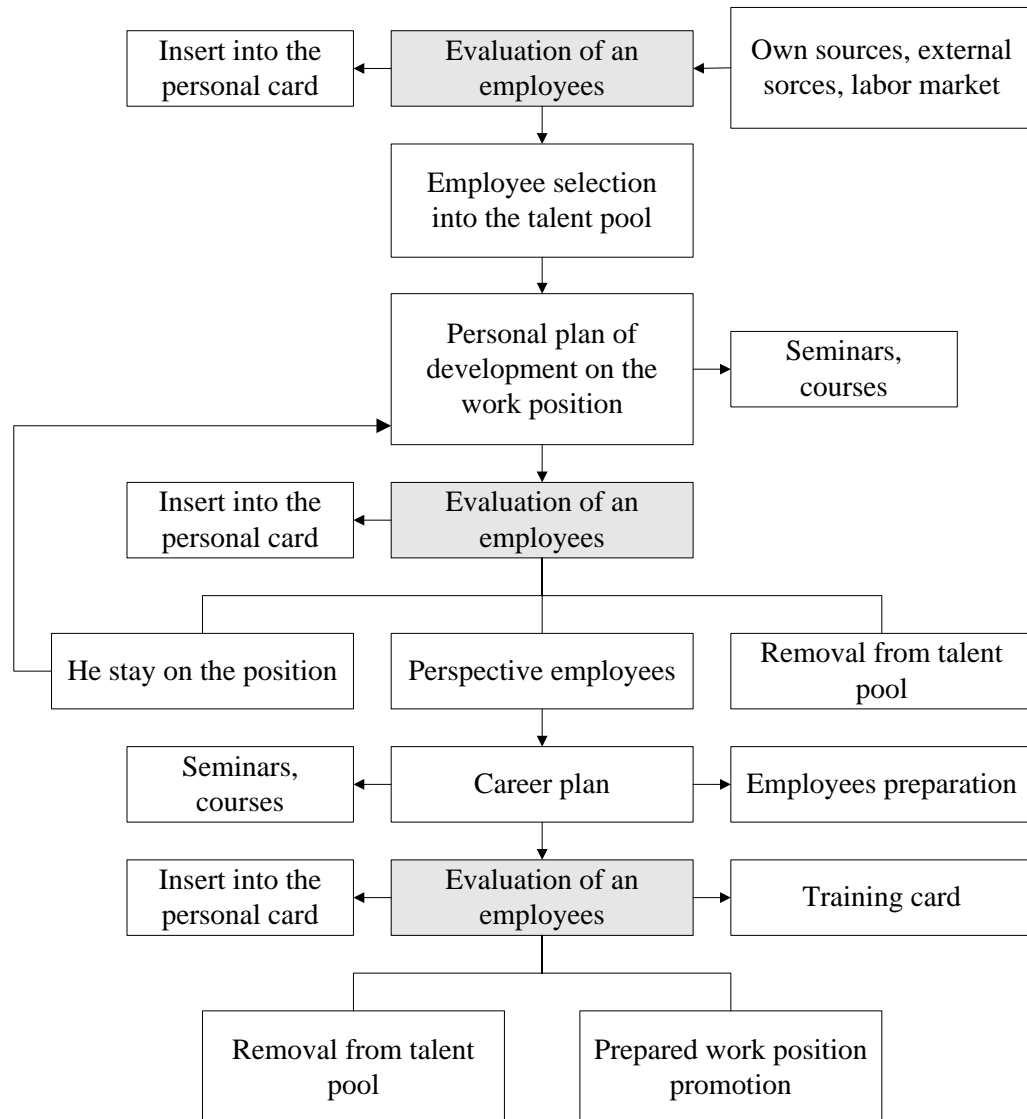 Insert into the
personal card
Evaluation of an
employees
Own sources, external
sorces, labor market
Employee selection
into the talent pool
Personal plan of
development on the
work position
Seminars,
courses
Insert into the
personal card
Evaluation of an
employees
He stay on the position
Perspective employees
Removal from talent
pool
Seminars,
courses
Career plan
Employees preparation
Insert into the
personal card
Evaluation of an
employees
Training card
Removal from talent
pool
Prepared work position
promotion